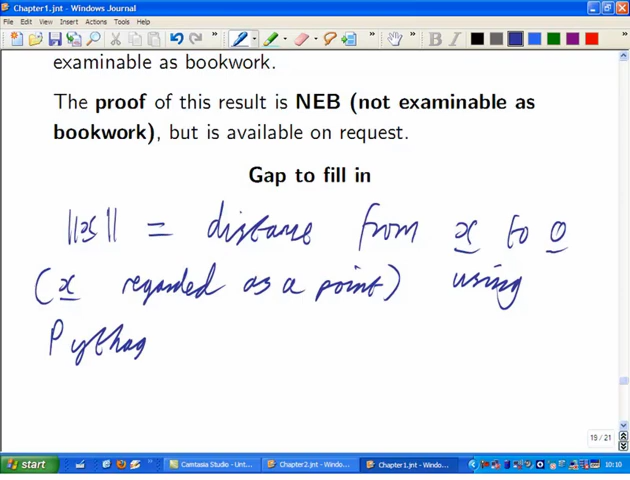 Chapter1.jnt - Windows Journal
File Edit View Insert Actions Tools Help
examinable as bookwork.
The proof of this result is NEB (not examinable as
bookwork), but is available on request.
Gap to fill in
||x|| = distance from x to 0
(x regarded as a point) using
Pythag
19 / 21
start
Camtasia Studio - Unt...
Chapter2.jnt - Windo...
Chapter1.jnt - Windo...
10:10